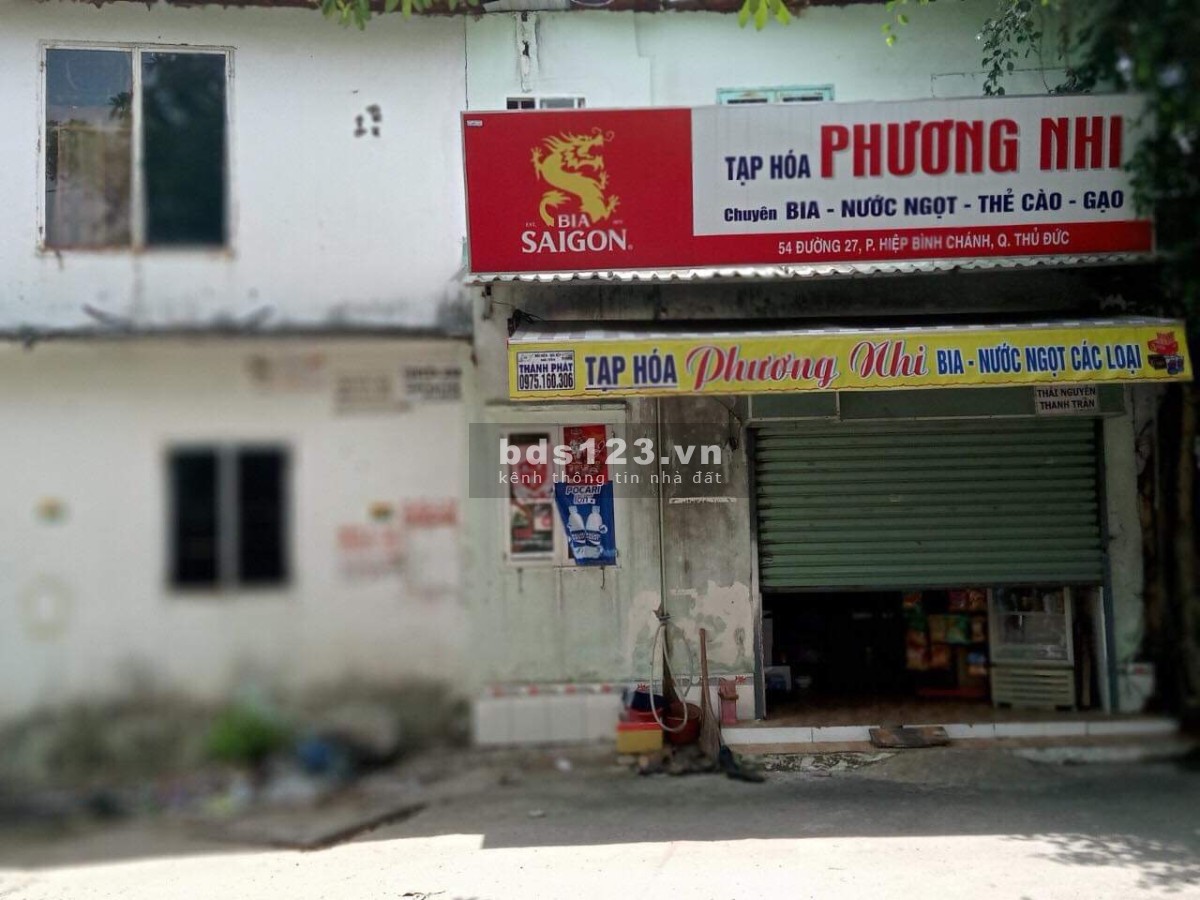 BIA
SAIGON
TẠP HÓA PHƯƠNG NHI
Chuyên BIA - NƯỚC NGỌT - THẺ CÀO - GẠO
54 ĐƯỜNG 27, P. HIỆP BÌNH CHÁNH, Q. THỦ ĐỨC
THÀNH PHÁT
0975.160.306
TẠP HÓA Phương Nhi BIA - NƯỚC NGỌT CÁC LOẠI
THÁI NGUYÊN
THANH TRẦN
bds123.vn
kênh thông tin nhà đất
POCARI